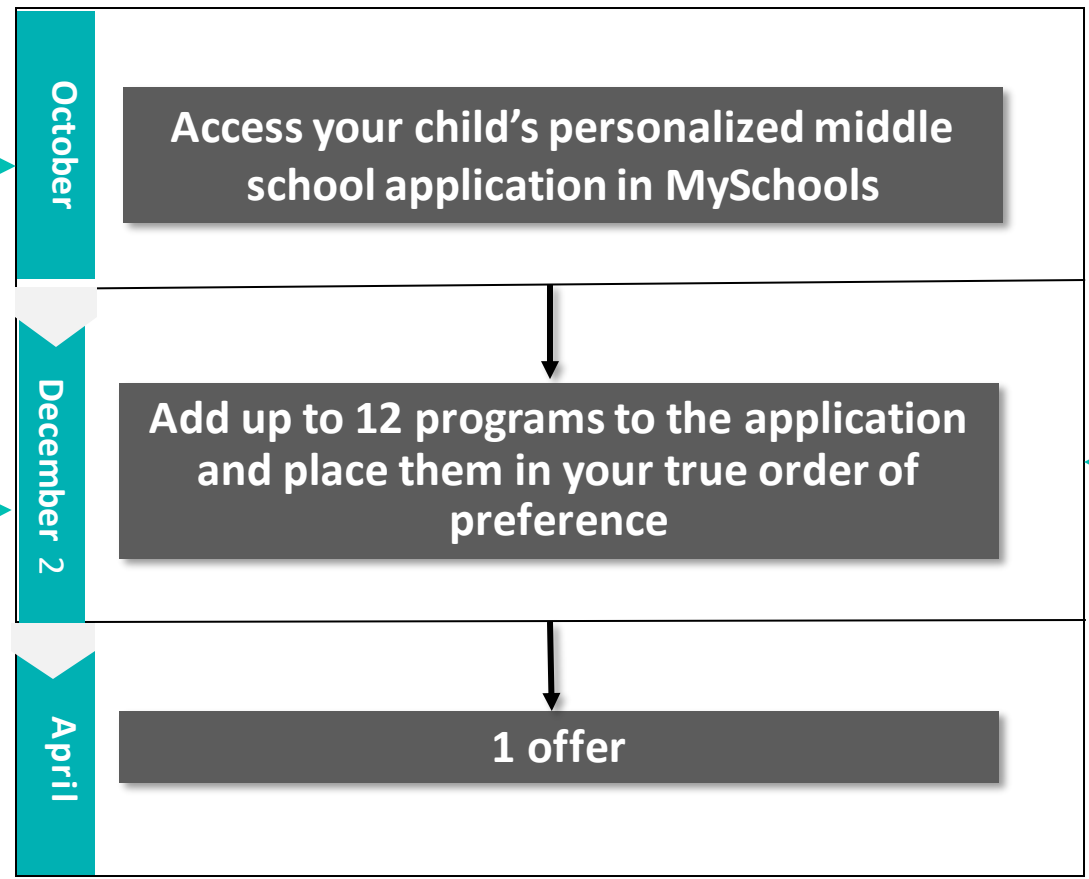 October
Access your child’s personalized middle
school application in MySchools
December 2
Add up to 12 programs to the application
and place them in your true order of
preference
April
1 offer